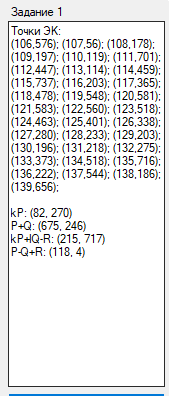 Задание 1
Точки ЭК:
(106,576); (107,56); (108,178);
(109,197); (110,119); (111,701);
(112,447); (113,114); (114,459);
(115,737); (116,203); (117,365);
(118,478); (119,548); (120,581);
(121,583); (122,560); (123,518);
(124,463); (125,401); (126,338);
(127,280); (128,233); (129,203);
(130,196); (131,218); (132,275);
(133,373); (134,518); (135,716);
(136,222); (137,544); (138,186);
(139,656);
kP: (82, 270)
P+Q: (675, 246)
kP+lQ-R: (215, 717)
P-Q+R: (118, 4)